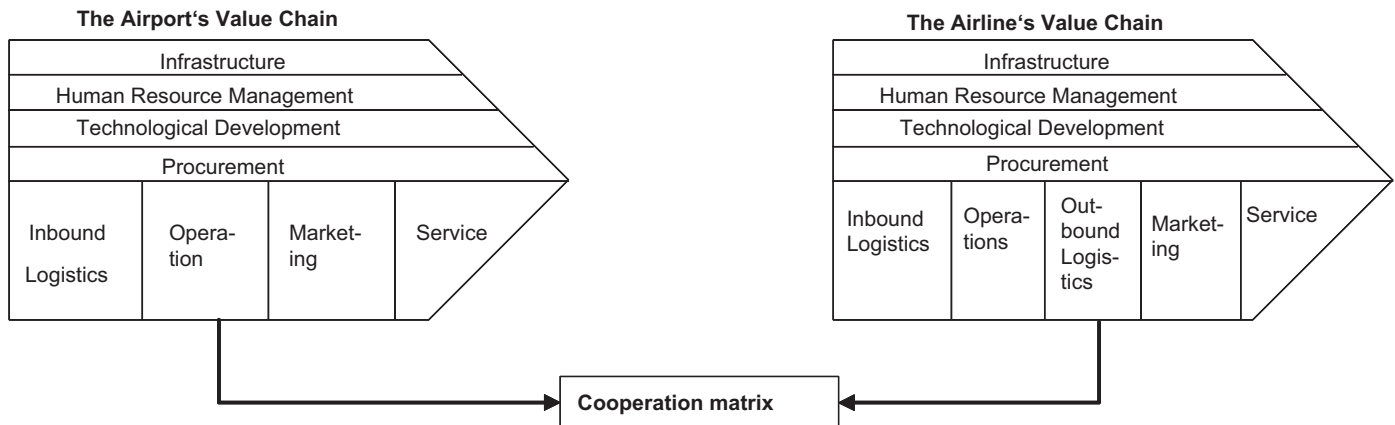 The Airport‘s Value Chain
Infrastructure
Human Resource Management
Technological Development
Procurement
Inbound
Logistics
Opera-
tion
Market-
ing
Service
The Airline‘s Value Chain
Infrastructure
Human Resource Management
Technological Development
Procurement
Inbound
Logistics
Opera-
tions
Out-
bound
Logis-
tics
Market-
ing
Service
Cooperation matrix